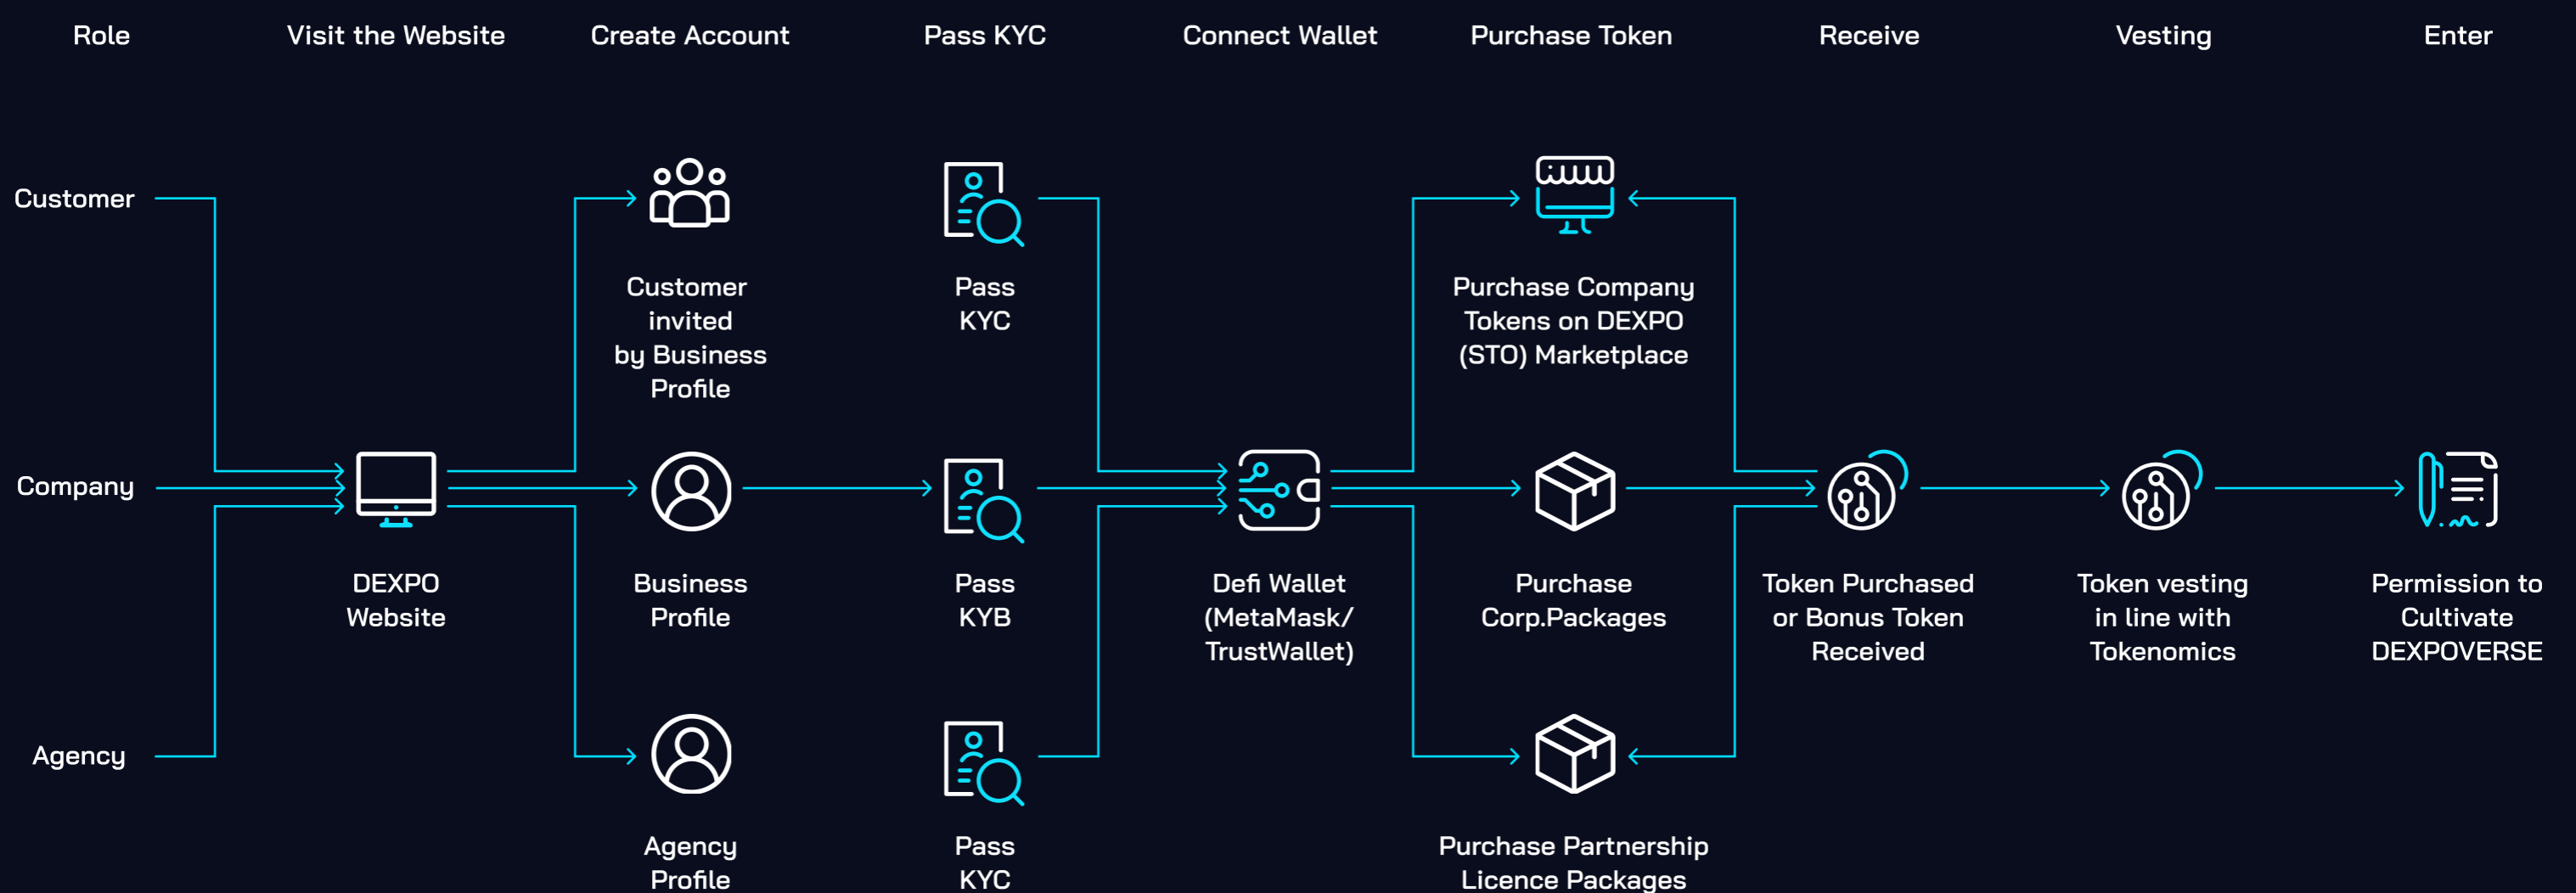 Role
Visit the Website
Create Account
Pass KYC
Connect Wallet
Purchase Token
Receive
Vesting
Enter
Customer
Customer
invited
by Business
Profile
Pass
KYC
Purchase Company
Tokens on DEXPO
(STO) Marketplace
Company
DEXPO
Website
Business
Profile
Pass
KYB
Defi Wallet
(MetaMask/
TrustWallet)
Purchase
Corp.Packages
Token Purchased
or Bonus Token
Received
Token vesting
in line with
Tokenomics
Permission to
Cultivate
DEXPOVERSE
Agency
Agency
Profile
Pass
KYC
Purchase Partnership
Licence Packages